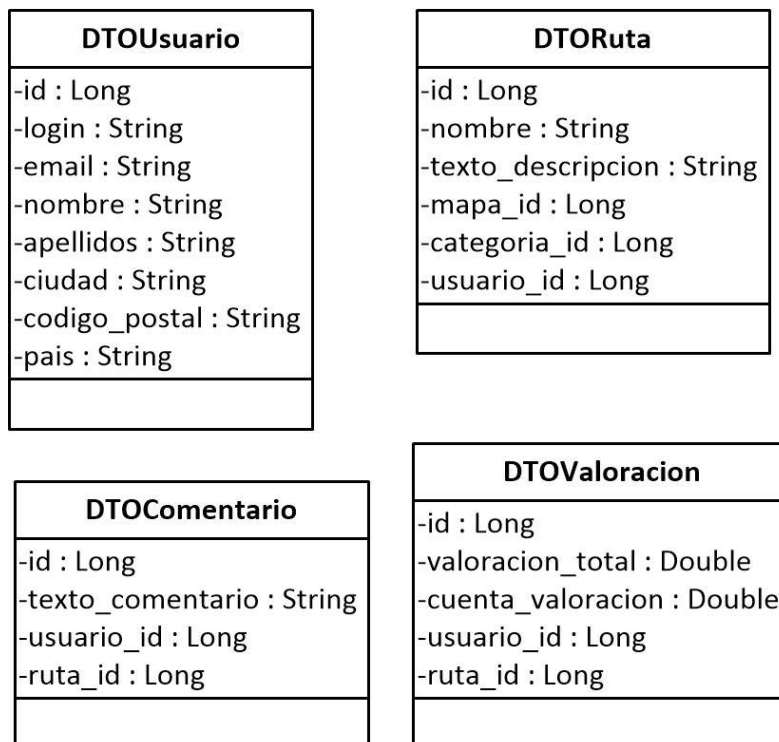 DTOUsuario
-id : Long
-login : String
-email : String
-nombre : String
-apellidos : String
-ciudad : String
-codigo_postal : String
-pais : String
DTORuta
-id : Long
-nombre : String
-texto_descripcion : String
-mapa_id : Long
-categoria_id : Long
-usuario_id : Long
DTOComentario
-id : Long
-texto_comentario : String
-usuario_id : Long
-ruta_id : Long
DTOValoracion
-id : Long
-valoracion_total : Double
-cuenta_valoracion : Double
-usuario_id : Long
-ruta_id : Long